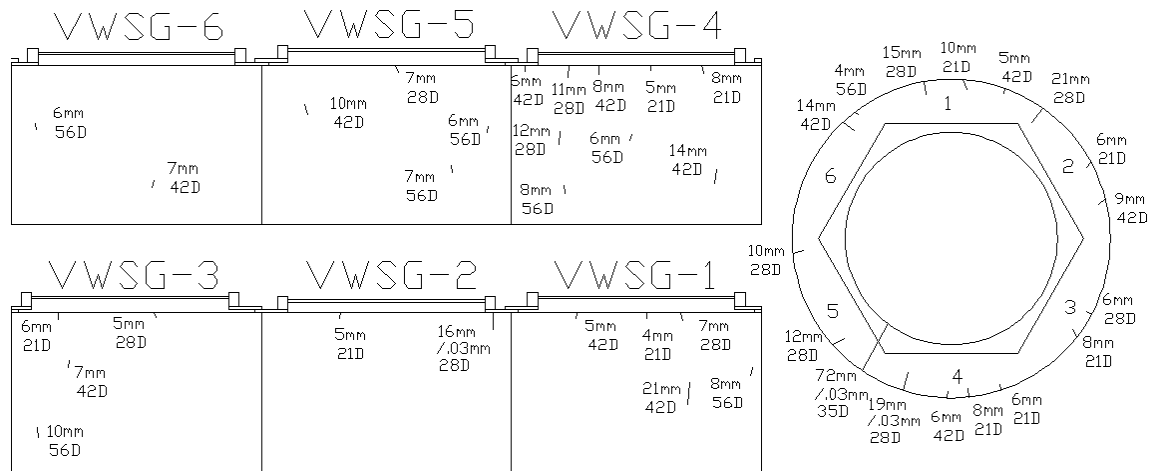 VWSG-6
VWSG-5
VWSG-4
6mm
56D
7mm
42D
7mm
28D
10mm
42D
6mm
56D
7mm
56D
6mm
42D
11mm
28D
8mm
42D
5mm
21D
8mm
21D
12mm
28D
6mm
56D
14mm
42D
8mm
56D
VWSG-3
VWSG-2
VWSG-1
6mm
21D
5mm
28D
7mm
42D
10mm
56D
5mm
21D
16mm
/.03mm
28D
5mm
42D
4mm
21D
7mm
28D
21mm
42D
8mm
56D
15mm
28D
10mm
21D
5mm
42D
21mm
28D
4mm
56D
14mm
42D
1
6mm
21D
2
6
9mm
42D
10mm
28D
6mm
28D
3
5
8mm
21D
12mm
28D
72mm
/.03mm
35D
4
19mm
/.03mm
28D
6mm
42D
8mm
21D
6mm
21D